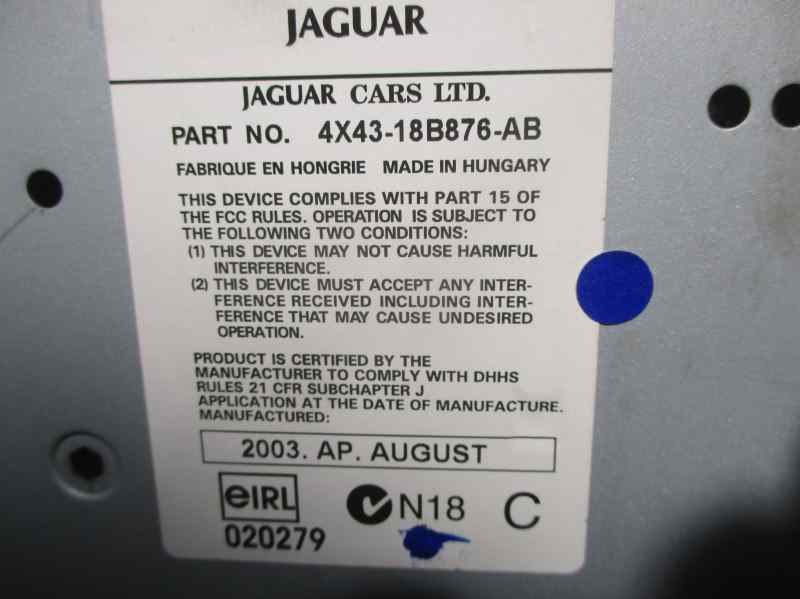 JAGUAR
JAGUAR CARS LTD.
PART NO. 4X43-18B876-AB
FABRIQUE EN HONGRIE MADE IN HUNGARY
THIS DEVICE COMPLIES WITH PART 15 OF
THE FCC RULES. OPERATION IS SUBJECT TO
THE FOLLOWING TWO CONDITIONS:
(1) THIS DEVICE MAY NOT CAUSE HARMFUL
INTERFERENCE.
(2) THIS DEVICE MUST ACCEPT ANY INTER-
FERENCE RECEIVED INCLUDING INTER-
FERENCE THAT MAY CAUSE UNDESIRED
OPERATION.
PRODUCT IS CERTIFIED BY THE
MANUFACTURER TO COMPLY WITH DHHS
RULES 21 CFR SUBCHAPTER J
APPLICATION AT THE DATE OF MANUFACTURE.
MANUFACTURED:
2003. AP. AUGUST
eIRL N18 C
020279